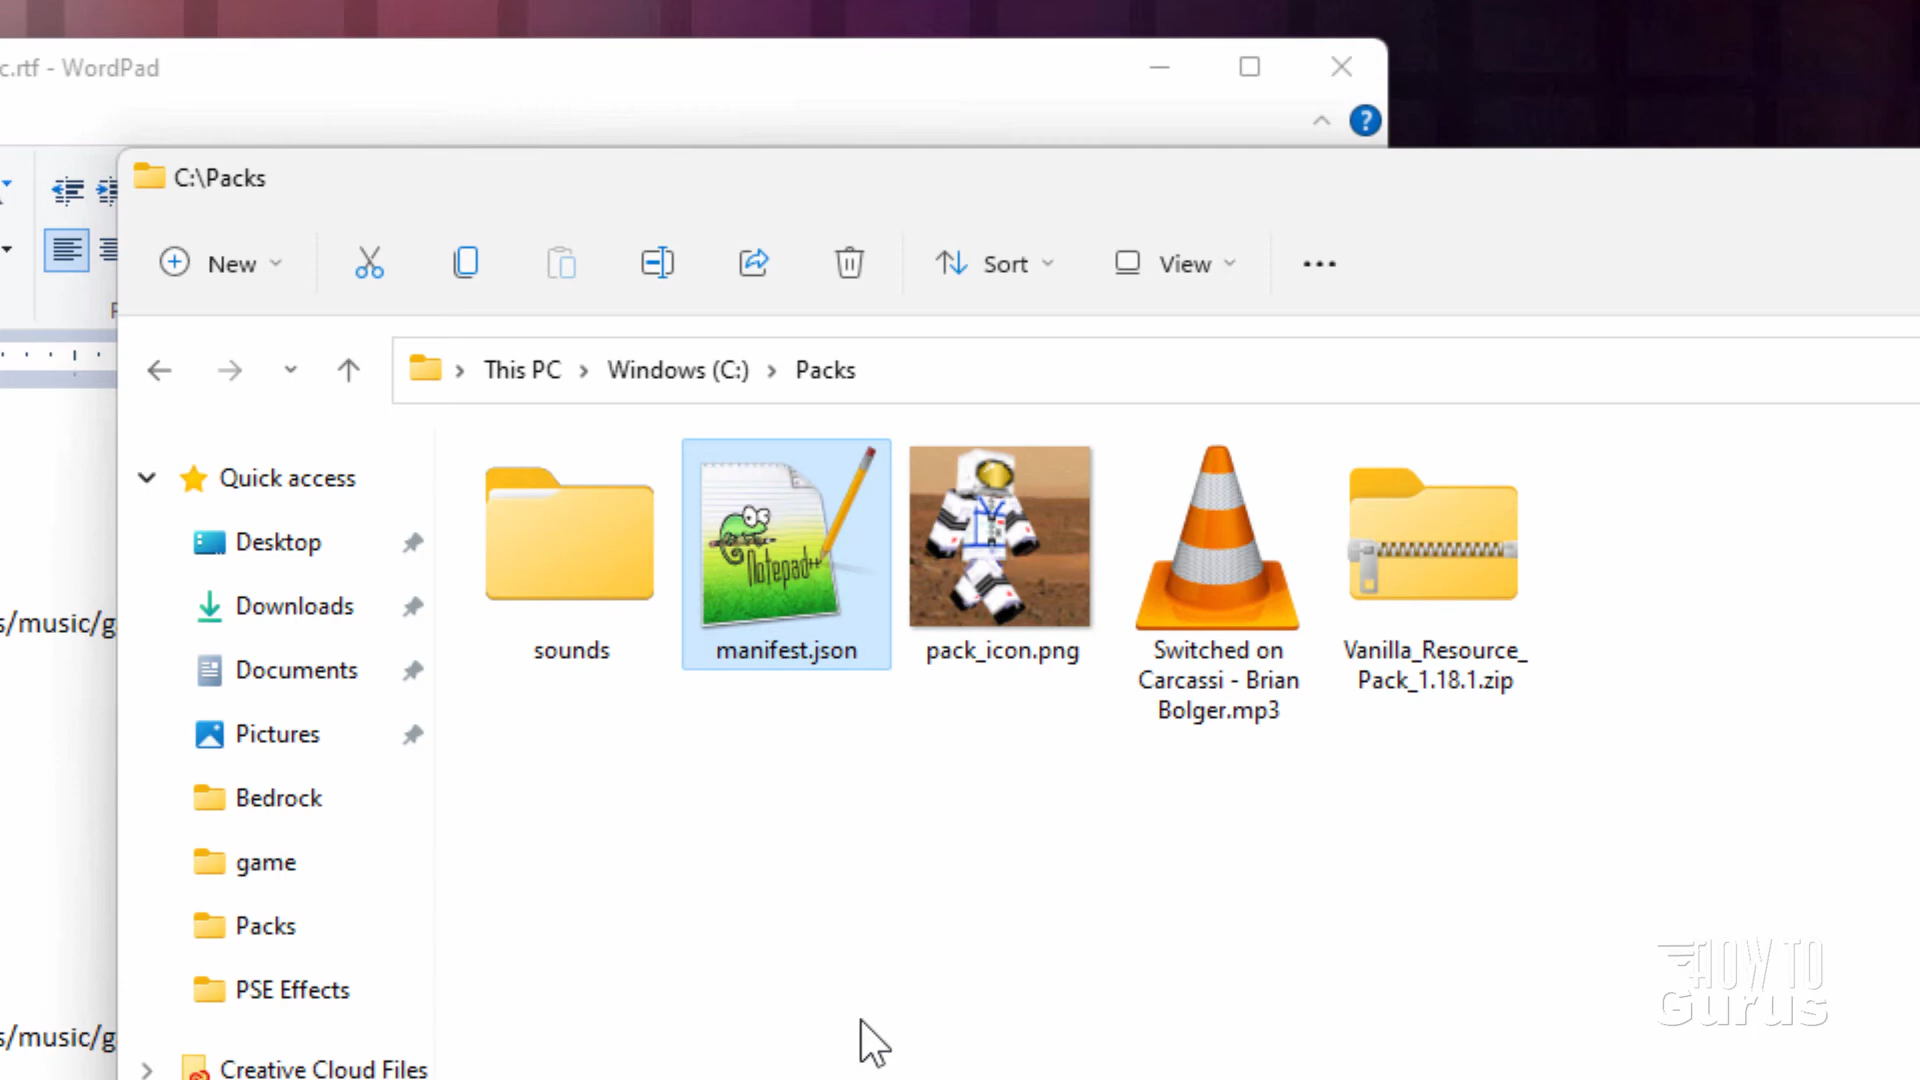 c.rtf - WordPad
C:\Packs
New
Sort
View
This PC
Windows (C:)
Packs
Quick access
Desktop
Downloads
Documents
Pictures
Bedrock
game
Packs
PSE Effects
Creative Cloud Files
s/music/g
s/music/g
Notepad++
sounds
manifest.json
pack_icon.png
Switched on
Carcassi - Brian
Bolger.mp3
Vanilla_Resource_
Pack_1.18.1.zip
HOW TO
Gurus